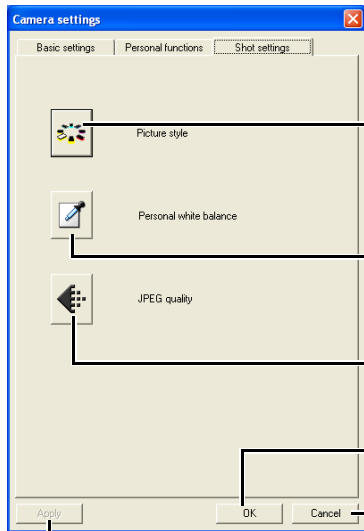 Camera settings
Basic settings Personal functions Shot settings
Picture style
Personal white balance
JPEG quality
Apply OK Cancel